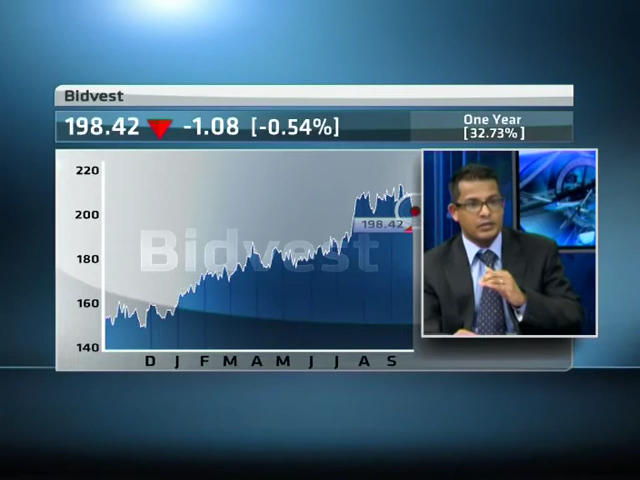 Bidvest
198.42 -1.08 [-0.54%]
One Year
[32.73%]
220
200
180
160
140
198.42
Bidvest
D J F M A M J J A S